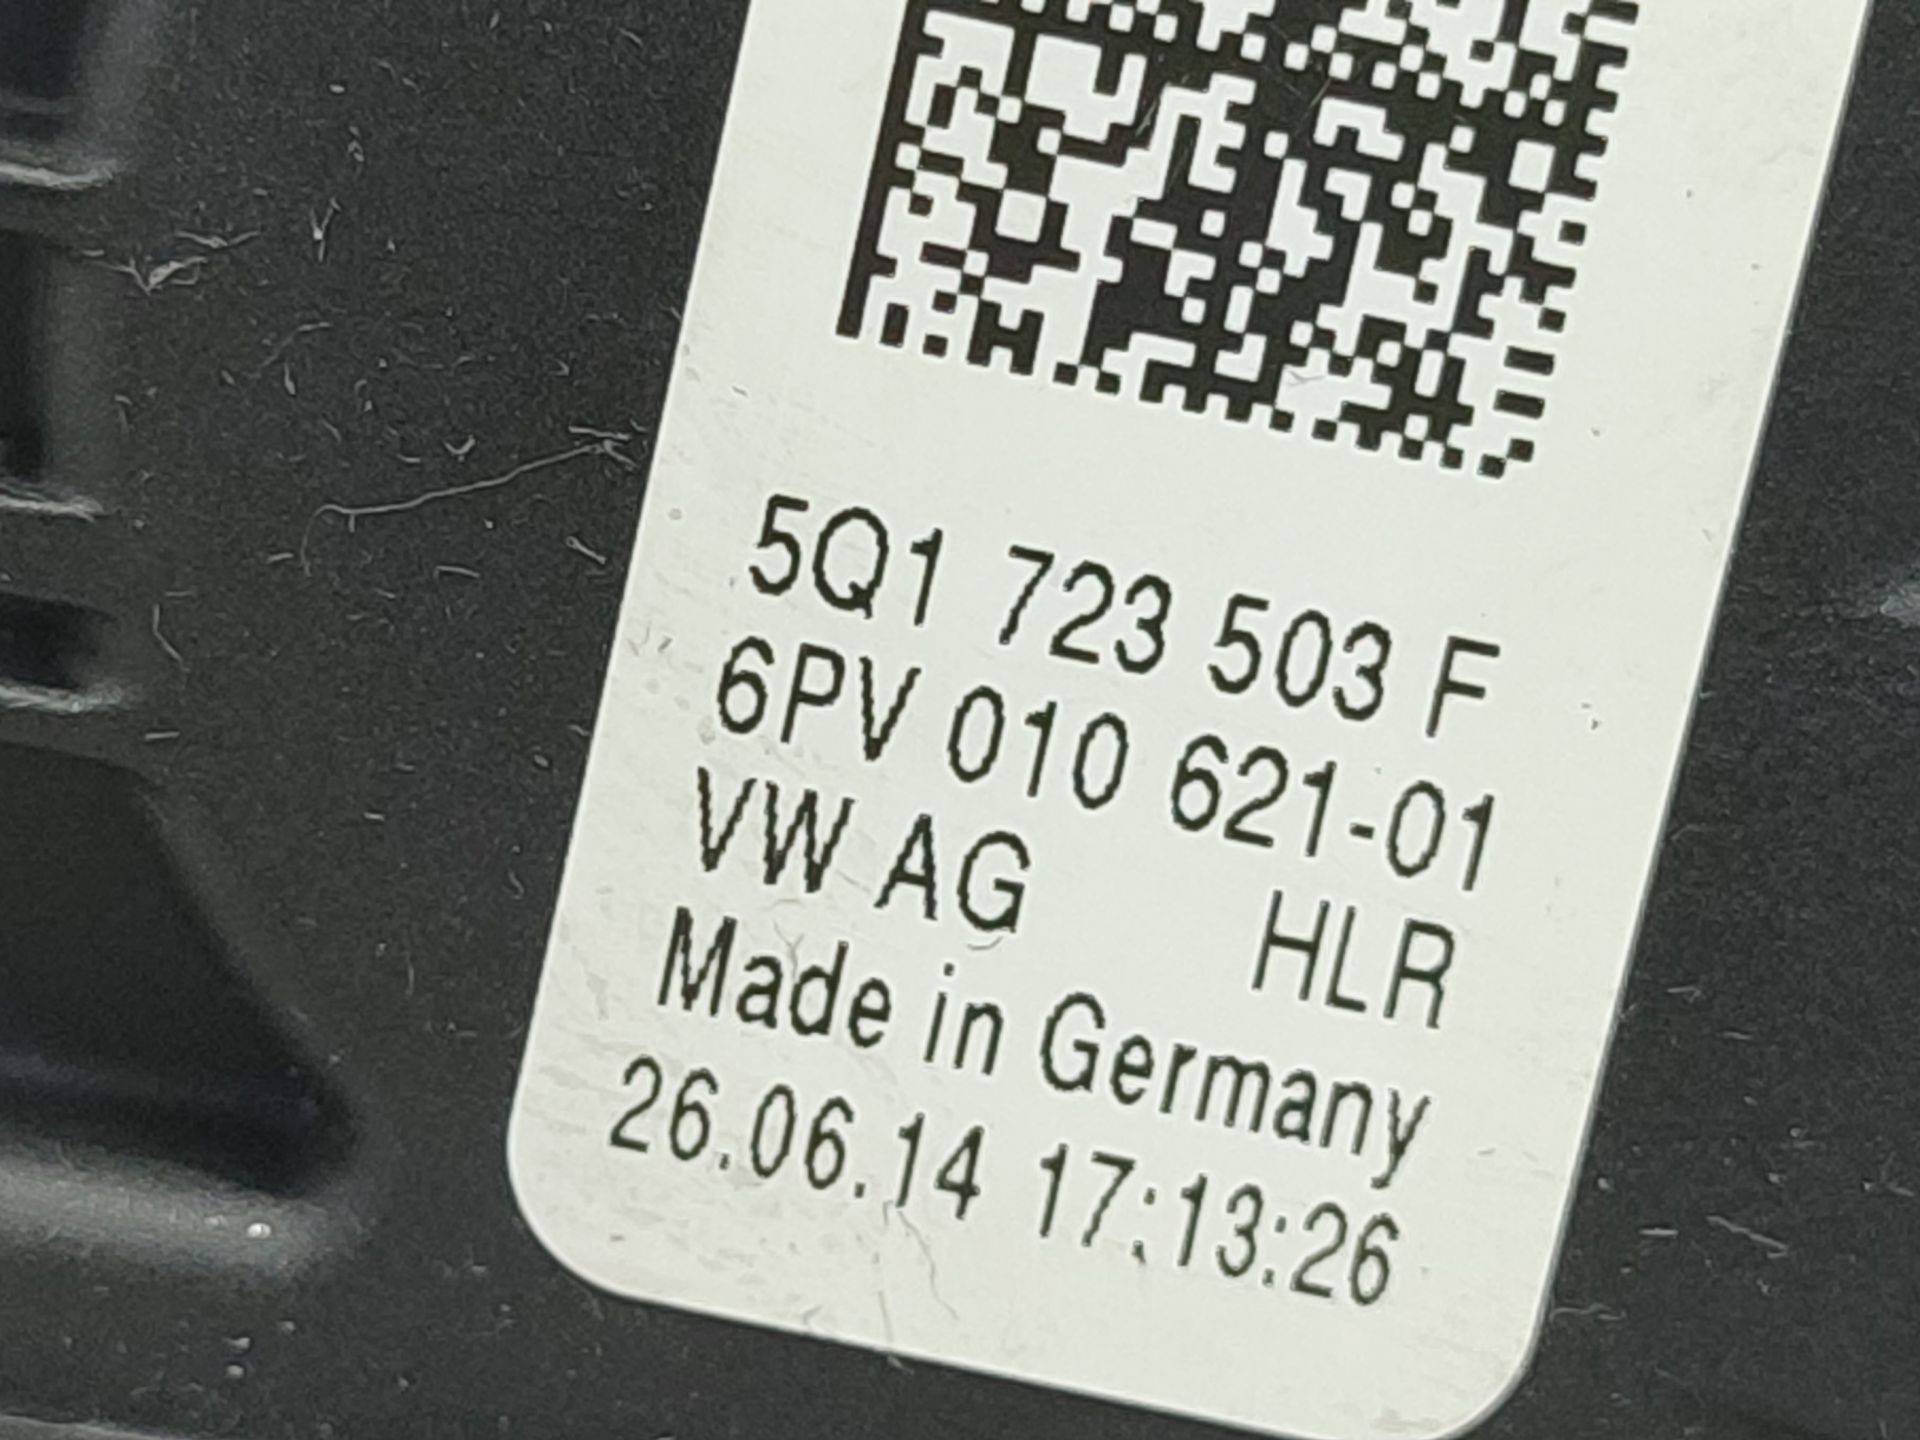 5Q1 723 503 F
6PV 010 621-01
VW AG HLR
Made in Germany
26.06.14 17:13:26